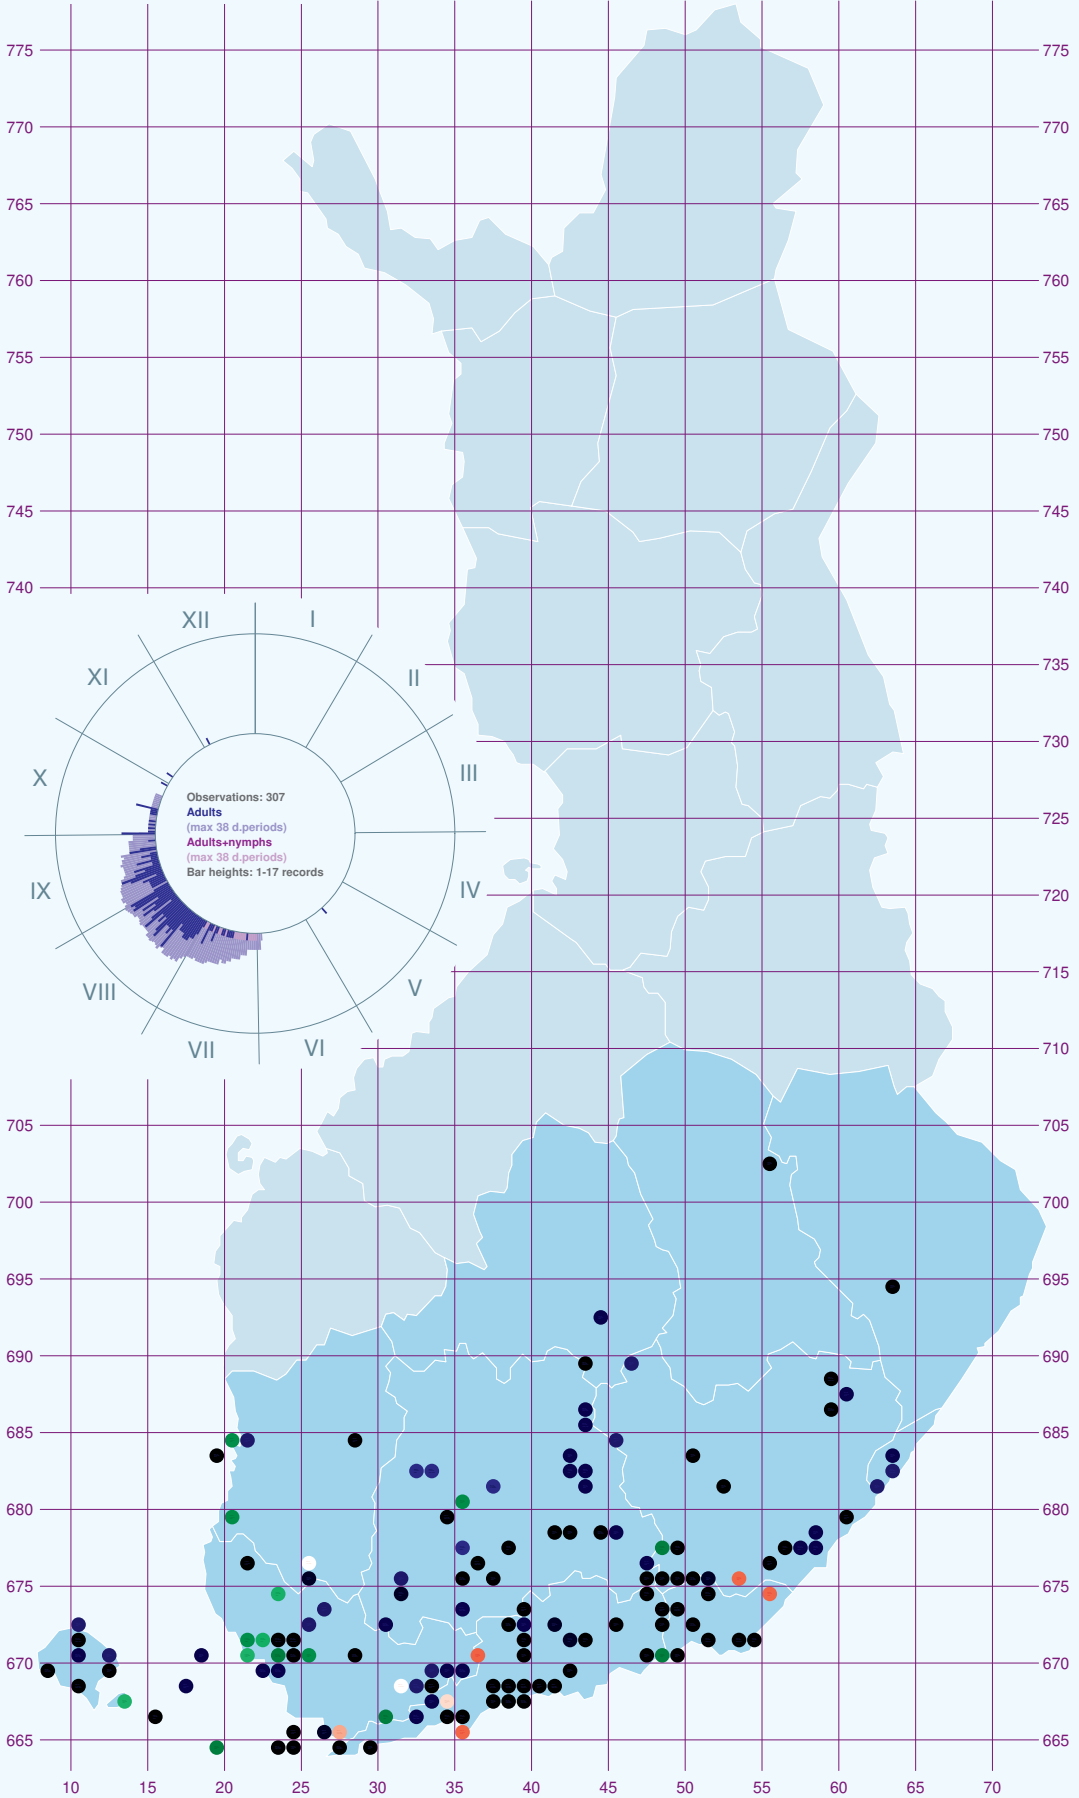 775 775
770 770
765 765
760 760
755 755
750 750
745 745
740 740
XII I
735 735
XI II
730 730
X III
Observations: 307
Adults
725
(max 38 d.periods)
Adults+nymphs
(max 38 d.periods)
Bar heights: 1-17 records
IX IV
720
VIII V
715
VII VI
710
705 705
700 700
695 695
690 690
685 685
680 680
675 675
670 670
665 665
10 15 20 25 30 35 40 45 50 55 60 65 70